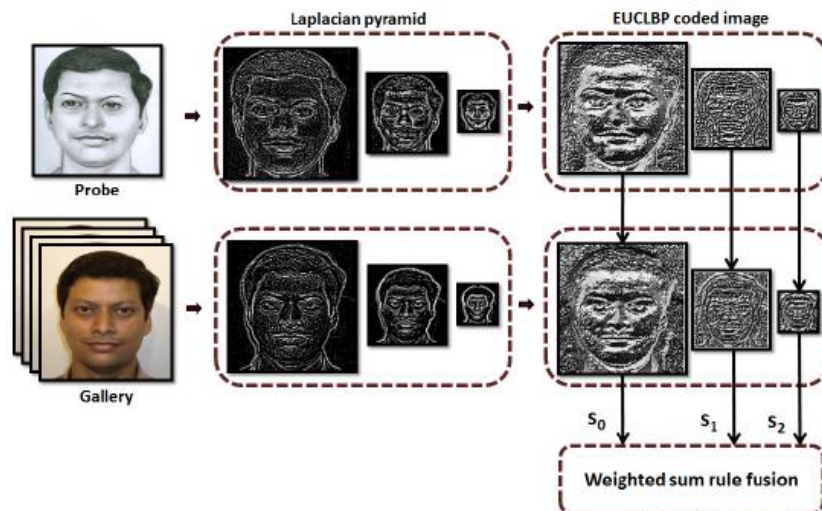 Laplacian pyramid
EUCLBP coded image
Probe
Gallery
S0
S1
S2
Weighted sum rule fusion